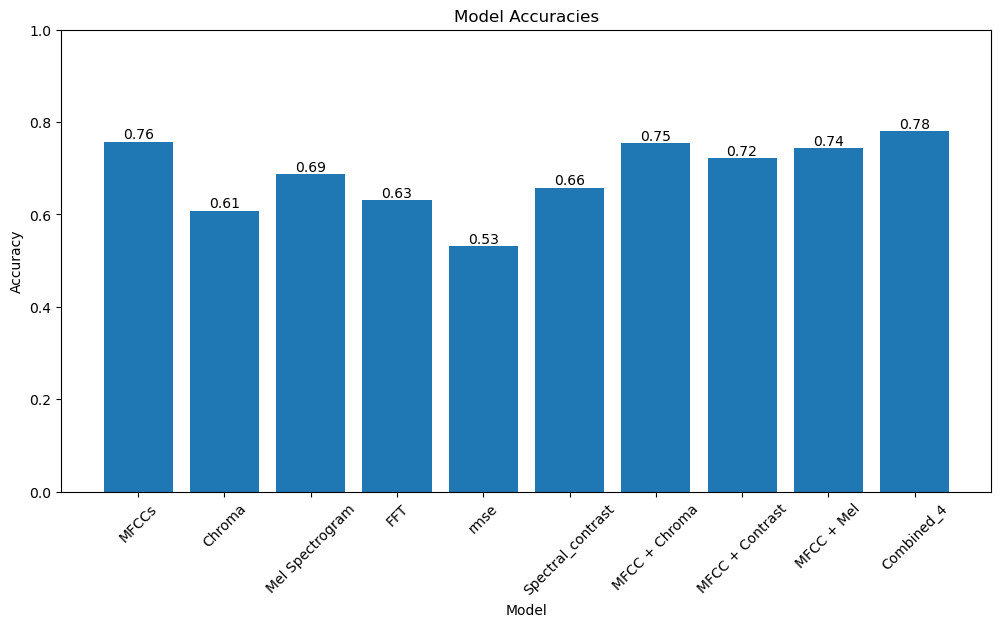 Model Accuracies
1.0
0.8
0.6
0.4
0.2
0.0
Accuracy
0.76
0.61
0.69
0.63
0.53
0.66
0.75
0.72
0.74
0.78
MFCCs
Chroma
Mel Spectrogram
FFT
rmse
Spectral_contrast
MFCC + Chroma
MFCC + Contrast
MFCC + Mel
Combined_4
Model